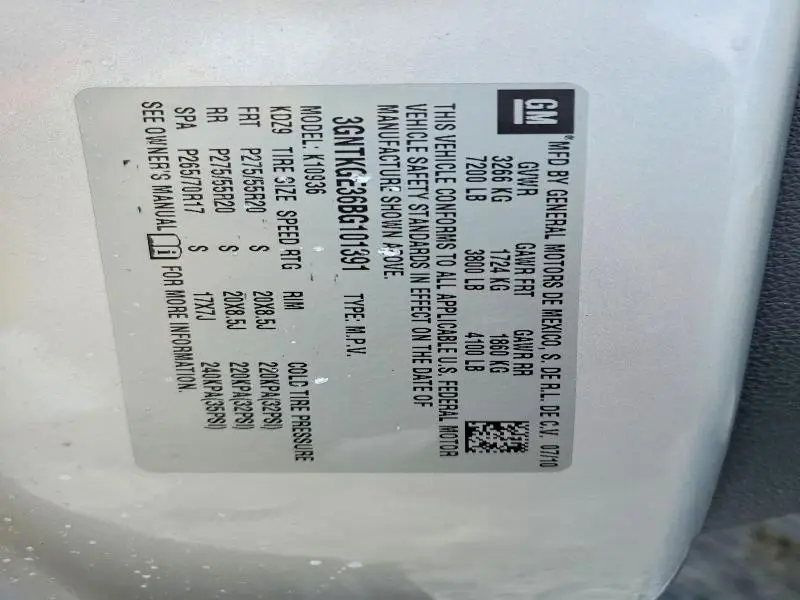 GM
®MFD BY GENERAL MOTORS DE MEXICO, S. DE R.L. DE C.V. 07/10
GVWR GAWR FRT GAWR RR
3266 KG 1724 KG 1860 KG
7200 LB 3800 LB 4100 LB
THIS VEHICLE CONFORMS TO ALL APPLICABLE U.S. FEDERAL MOTOR
VEHICLE SAFETY STANDARDS IN EFFECT ON THE DATE OF
MANUFACTURE SHOWN ABOVE.
3GNTKGE36BG101391 TYPE: M.P.V.
MODEL: K10936
KDZ9 TIRE SIZE SPEED RTG RIM COLD TIRE PRESSURE
FRT P275/55R20 S 20X8.5J 220KPA(32PSI)
RR P275/55R20 S 20X8.5J 220KPA(32PSI)
SPA P265/70R17 S 17X7J 240KPA(35PSI)
SEE OWNER'S MANUAL FOR MORE INFORMATION.